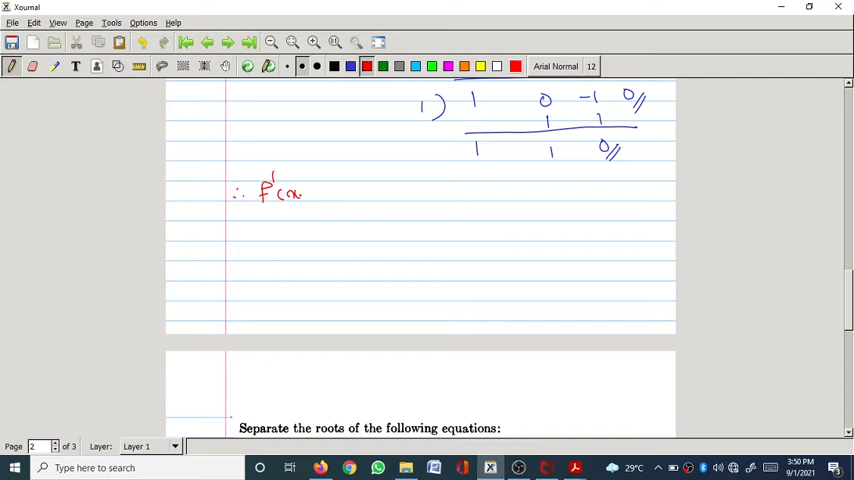 Xournal
File Edit View Page Tools Options Help
Arial Normal 12
1) 1 0 -1 0
1 1
1 1 0
∴ f'(x
Separate the roots of the following equations:
Page 2 of 3 Layer: Layer 1
Type here to search
29°C
3:50 PM
9/1/2021
3